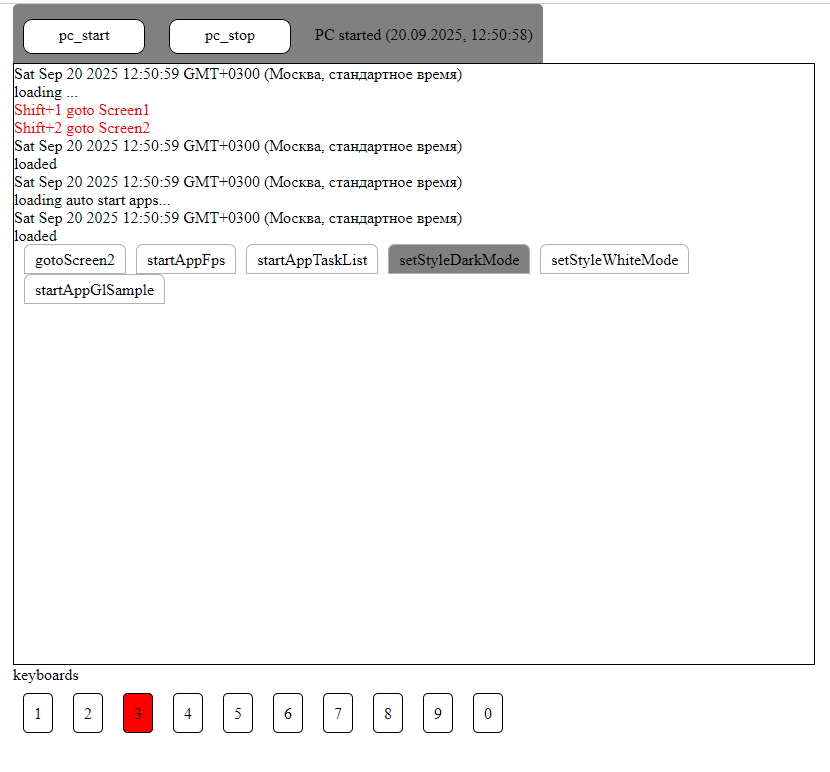 pc_start pc_stop PC started (20.09.2025, 12:50:58)
Sat Sep 20 2025 12:50:59 GMT+0300 (Москва, стандартное время)
loading ...
Shift+1 goto Screen1
Shift+2 goto Screen2
Sat Sep 20 2025 12:50:59 GMT+0300 (Москва, стандартное время)
loaded
Sat Sep 20 2025 12:50:59 GMT+0300 (Москва, стандартное время)
loading auto start apps...
Sat Sep 20 2025 12:50:59 GMT+0300 (Москва, стандартное время)
loaded
gotoScreen2 startAppFps startAppTaskList setStyleDarkMode setStyleWhiteMode
startAppGlSample
keyboards
1 2 3 4 5 6 7 8 9 0